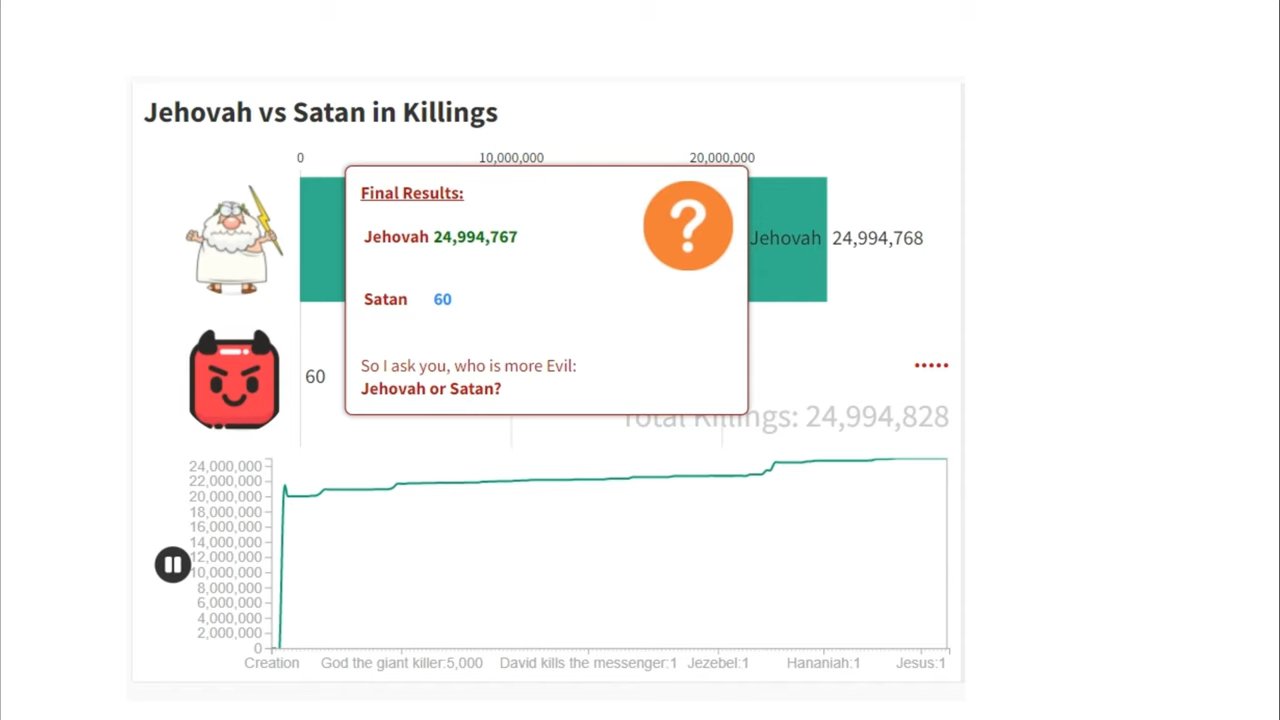 Jehovah vs Satan in Killings
0 10,000,000 20,000,000
Final Results:
Jehovah 24,994,767
Jehovah 24,994,768
Satan 60
60
So I ask you, who is more Evil:
Jehovah or Satan?
Total Killings: 24,994,828
24,000,000
22,000,000
20,000,000
18,000,000
16,000,000
14,000,000
12,000,000
10,000,000
8,000,000
6,000,000
4,000,000
2,000,000
0
Creation God the giant killer:5,000 David kills the messenger:1 Jezebel:1 Hananiah:1 Jesus:1